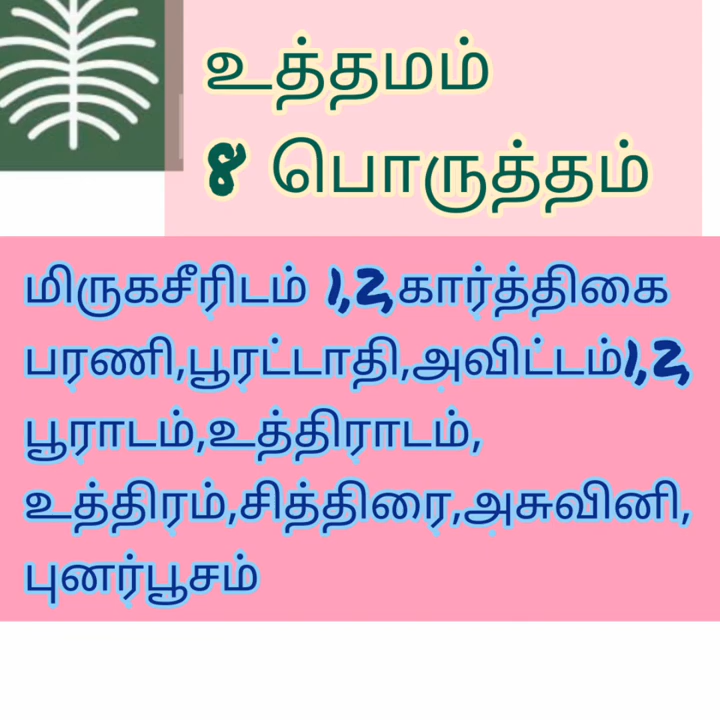 உத்தமம்
8 பொருத்தம்
மிருகசீரிடம் 1,2,கார்த்திகை
பரணி,பூரட்டாதி,அவிட்டம்1,2,
பூராடம்,உத்திராடம்,
உத்திரம்,சித்திரை,அசுவினி,
புனர்பூசம்